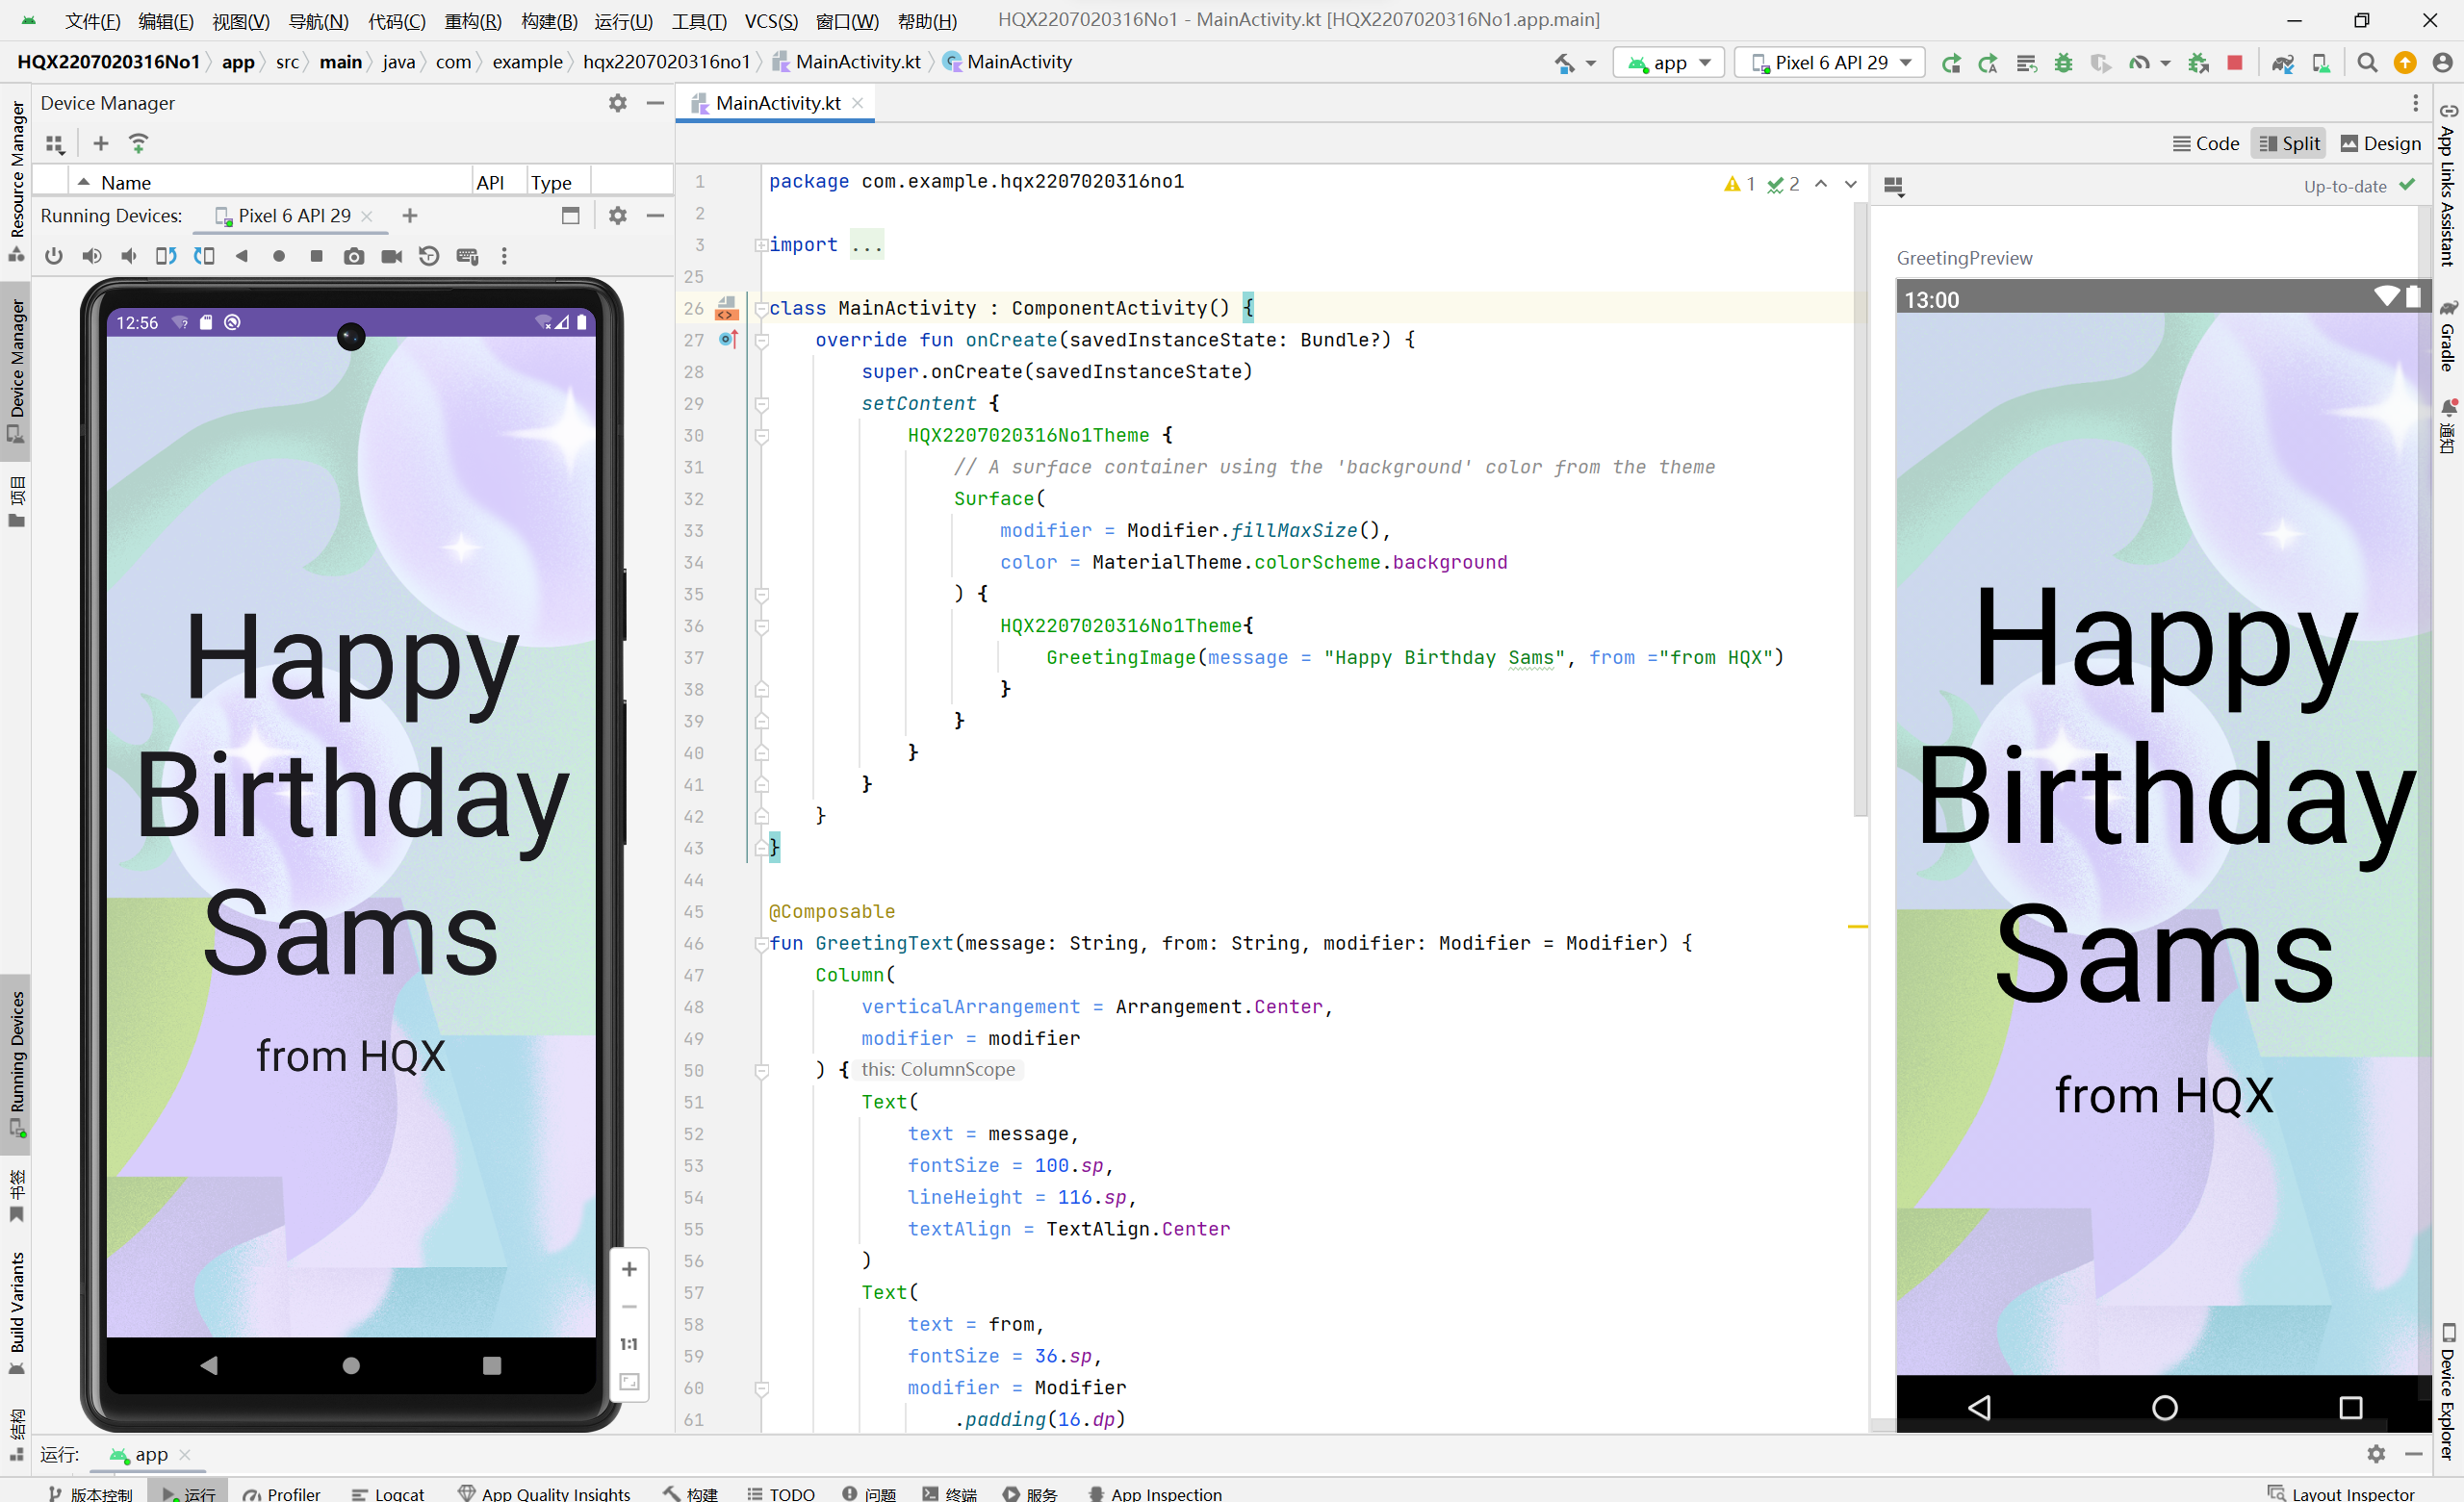 文件(F) 编辑(E) 视图(V) 导航(N) 代码(C) 重构(R) 构建(B) 运行(U) 工具(T) VCS(S) 窗口(W) 帮助(H) HQX2207020316No1 - MainActivity.kt [HQX2207020316No1.app.main]
HQX2207020316No1 app src main java com example hqx2207020316no1 MainActivity.kt MainActivity app Pixel 6 API 29
Device Manager
Name API Type
Running Devices: Pixel 6 API 29
12:56
Happy
Birthday
Sams
from HQX
1:1
MainActivity.kt
Code Split Design
1 2
Up-to-date
1 package com.example.hqx2207020316no1
2
3 import ...
25
26 class MainActivity : ComponentActivity() {
27 override fun onCreate(savedInstanceState: Bundle?) {
28 super.onCreate(savedInstanceState)
29 setContent {
30 HQX2207020316No1Theme {
31 // A surface container using the 'background' color from the theme
32 Surface(
33 modifier = Modifier.fillMaxSize(),
34 color = MaterialTheme.colorScheme.background
35 ) {
36 HQX2207020316No1Theme{
37 GreetingImage(message = "Happy Birthday Sams", from ="from HQX")
38 }
39 }
40 }
41 }
42 }
43 }
44
45 @Composable
46 fun GreetingText(message: String, from: String, modifier: Modifier = Modifier) {
47 Column(
48 verticalArrangement = Arrangement.Center,
49 modifier = modifier
50 ) { this: ColumnScope
51 Text(
52 text = message,
53 fontSize = 100.sp,
54 lineHeight = 116.sp,
55 textAlign = TextAlign.Center
56 )
57 Text(
58 text = from,
59 fontSize = 36.sp,
60 modifier = Modifier
61 .padding(16.dp)
GreetingPreview
13:00
Happy
Birthday
Sams
from HQX
Resource Manager
Device Manager
项目
Running Devices
书签
Build Variants
结构
App Links Assistant
Gradle
通知
Device Explorer
运行: app
版本控制 运行 Profiler Logcat App Quality Insights 构建 TODO 问题 终端 服务 App Inspection Layout Inspector